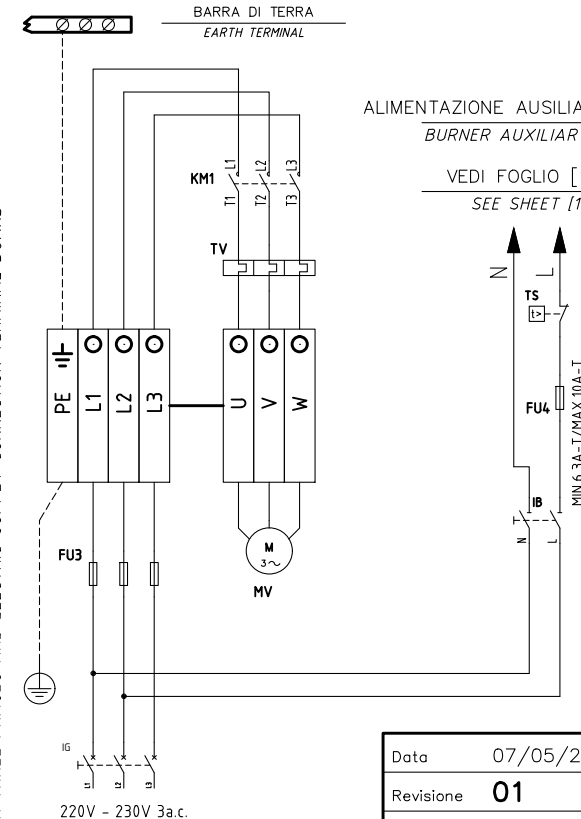 BARRA DI TERRA
EARTH TERMINAL
ALIMENTAZIONE
BURNER
VEDI FOGLIO [
SEE SHEET [1
KM1
L1 L2 L3
T1 T2 T3
TV
N L
TS
t>
FU4
MIN 6,3A-T/MAX 10A-T
PE L1 L2 L3
U V W
IB
N L
FU3
M
3~
MV
IG
L1 L2 L3
220V - 230V 3a.c.
Data 07/05/2
Revisione 01